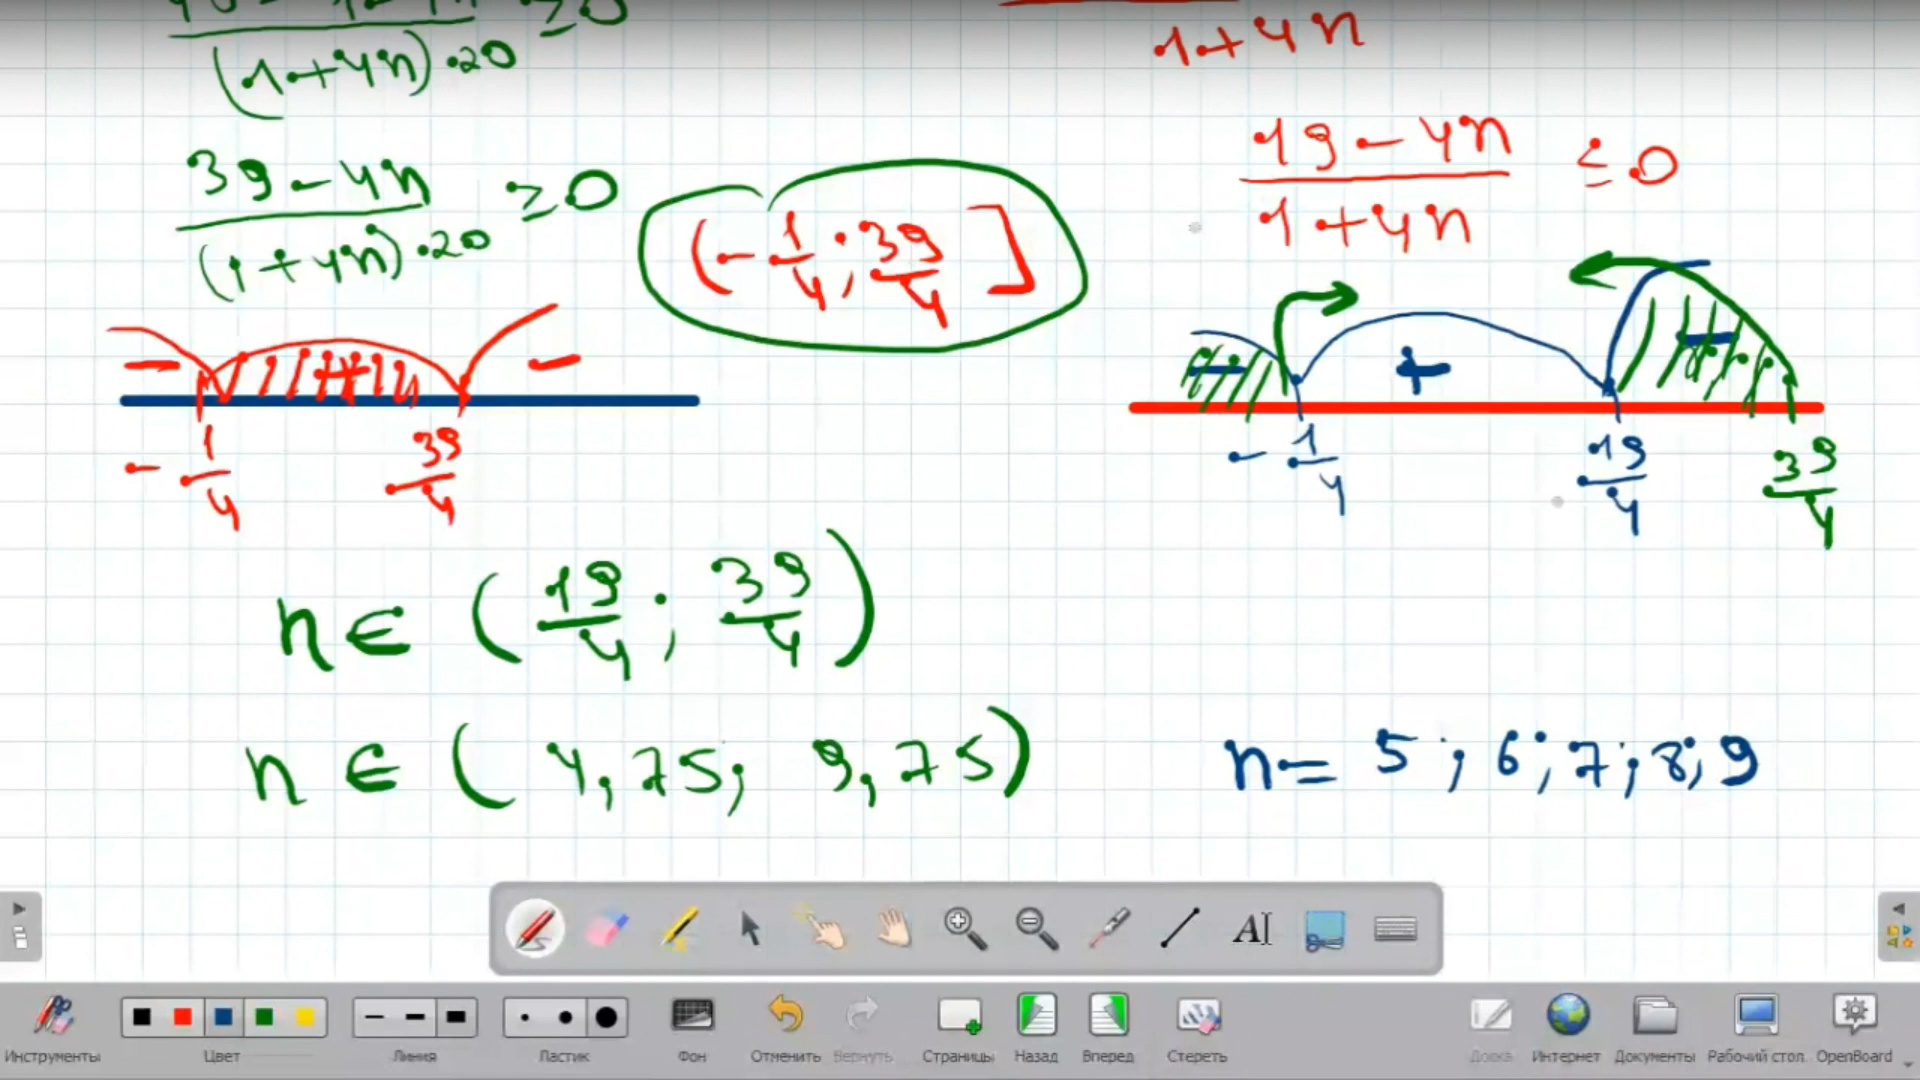 ≥0
(1+4n)·20
1+4n
39-4n / (1+4n)·20 ≥0
(-1/4; 39/4]
19-4n / 1+4n ≤0
- + -
-1/4 39/4
- + -
-1/4 19/4 39/4
n∈ (19/4; 39/4)
n∈ (4,75; 9,75)
n= 5; 6; 7; 8; 9
AI
Инструменты Цвет Линия Ластик Фон Отменить Вернуть Страницы Назад Вперед Стереть Доска Интернет Документы Рабочий стол OpenBoard